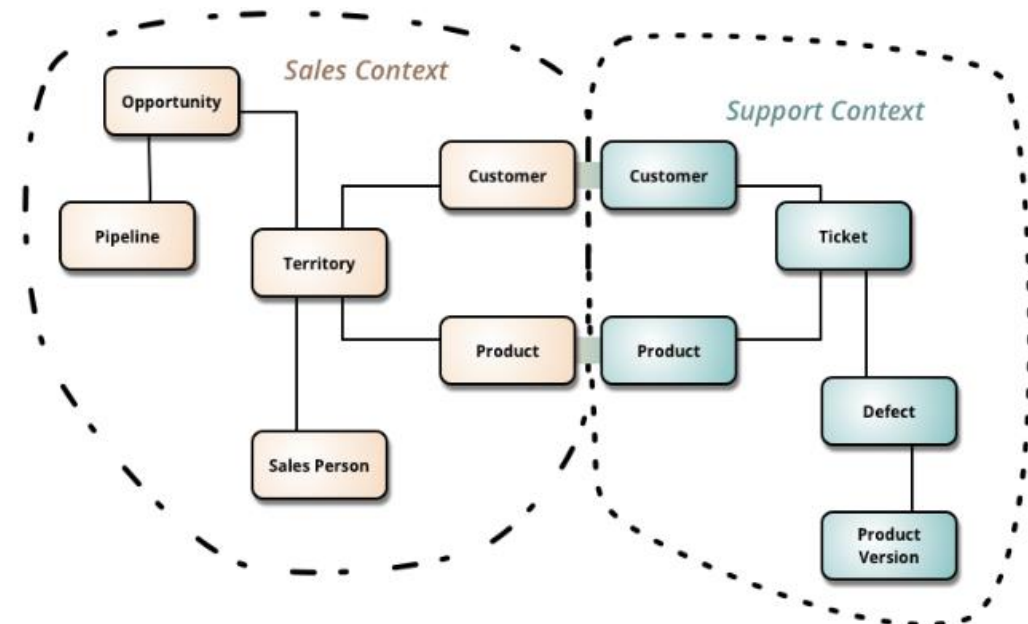 Sales Context
Support Context
Opportunity
Customer
Customer
Pipeline
Ticket
Territory
Product
Product
Defect
Sales Person
Product
Version